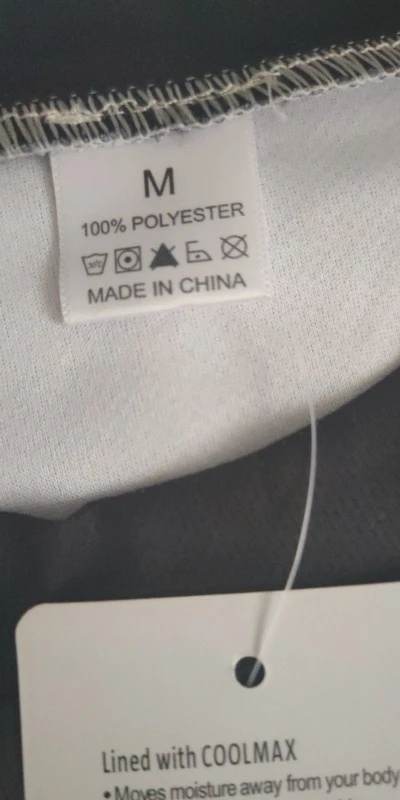 M
100% POLYESTER
MADE IN CHINA
Lined with COOLMAX
• Moves moisture away from your body